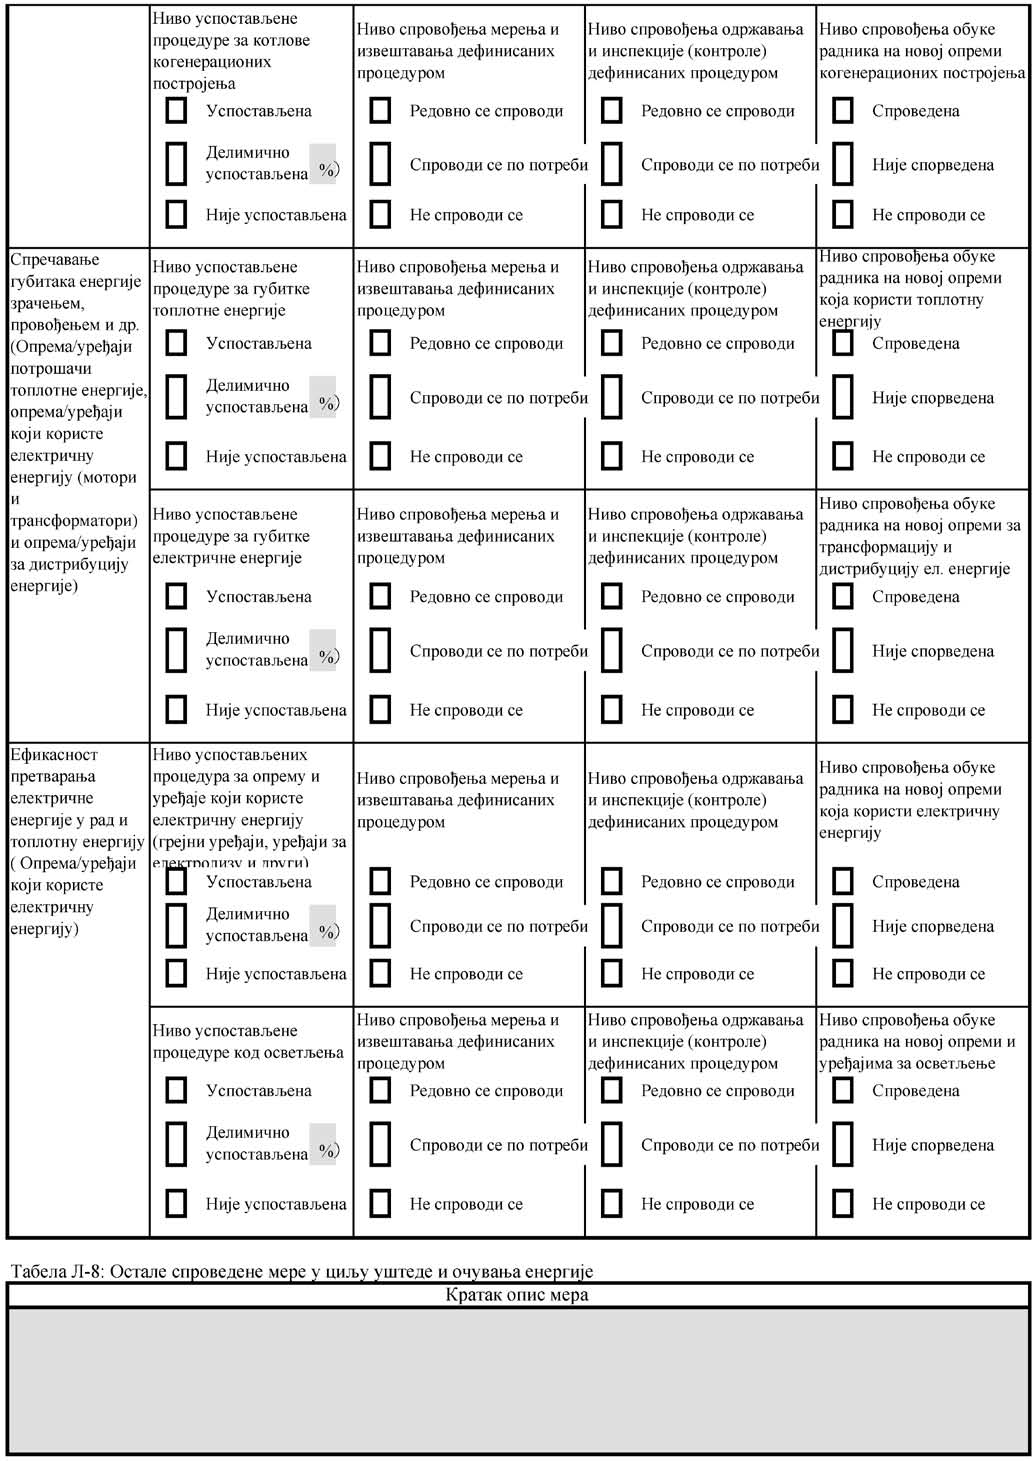 Ниво успостављене
процедуре за котлове
когенерационих
постројења
Ниво спровођења мерења и
извештавања дефинисаних
процедуром
Ниво спровођења одржавања
и инспекције (контроле)
дефинисаних процедуром
Ниво спровођења обуке
радника на новој опреми
когенерационих постројења
Успостављена
Редовно се спроводи
Редовно се спроводи
Спроведена
Делимично
успостављена %)
Спроводи се по потреби
Спроводи се по потреби
Није спорведена
Није успостављена
Не спроводи се
Не спроводи се
Не спроводи се
Спречавање
губитака енергије
зрачењем,
провођењем и др.
(Опрема/уређаји
потрошачи
топлотне енергије,
опрема/уређаји
који користе
електричну
енергију (мотори
и
трансформатори)
и опрема/уређаји
за дистрибуцију
енергије)
Ниво успостављене
процедуре за губитке
топлотне енергије
Ниво спровођења мерења и
извештавања дефинисаних
процедуром
Ниво спровођења одржавања
и инспекције (контроле)
дефинисаних процедуром
Ниво спровођења обуке
радника на новој опреми
која користи топлотну
енергију
Успостављена
Редовно се спроводи
Редовно се спроводи
Спроведена
Делимично
успостављена %)
Спроводи се по потреби
Спроводи се по потреби
Није спорведена
Није успостављена
Не спроводи се
Не спроводи се
Не спроводи се
Ниво успостављене
процедуре за губитке
електричне енергије
Ниво спровођења мерења и
извештавања дефинисаних
процедуром
Ниво спровођења одржавања
и инспекције (контроле)
дефинисаних процедуром
Ниво спровођења обуке
радника на новој опреми за
трансформацију и
дистрибуцију ел. енергије
Успостављена
Редовно се спроводи
Редовно се спроводи
Спроведена
Делимично
успостављена %)
Спроводи се по потреби
Спроводи се по потреби
Није спорведена
Није успостављена
Не спроводи се
Не спроводи се
Не спроводи се
Ефикасност
претварања
електричне
енергије у рад и
топлотну енергију
( Опрема/уређаји
који користе
електричну
енергију)
Ниво успостављених
процедура за опрему и
уређаје који користе
електричну енергију
(грејни уређаји, уређаји за
електролизу и други)
Ниво спровођења мерења и
извештавања дефинисаних
процедуром
Ниво спровођења одржавања
и инспекције (контроле)
дефинисаних процедуром
Ниво спровођења обуке
радника на новој опреми
која користи електричну
енергију
Успостављена
Редовно се спроводи
Редовно се спроводи
Спроведена
Делимично
успостављена %)
Спроводи се по потреби
Спроводи се по потреби
Није спорведена
Није успостављена
Не спроводи се
Не спроводи се
Не спроводи се
Ниво успостављене
процедуре код осветљења
Ниво спровођења мерења и
извештавања дефинисаних
процедуром
Ниво спровођења одржавања
и инспекције (контроле)
дефинисаних процедуром
Ниво спровођења обуке
радника на новој опреми и
уређајима за осветљење
Успостављена
Редовно се спроводи
Редовно се спроводи
Спроведена
Делимично
успостављена %)
Спроводи се по потреби
Спроводи се по потреби
Није спорведена
Није успостављена
Не спроводи се
Не спроводи се
Не спроводи се
Табела Л-8: Остале спроведене мере у циљу уштеде и очувања енергије
Кратак опис мера